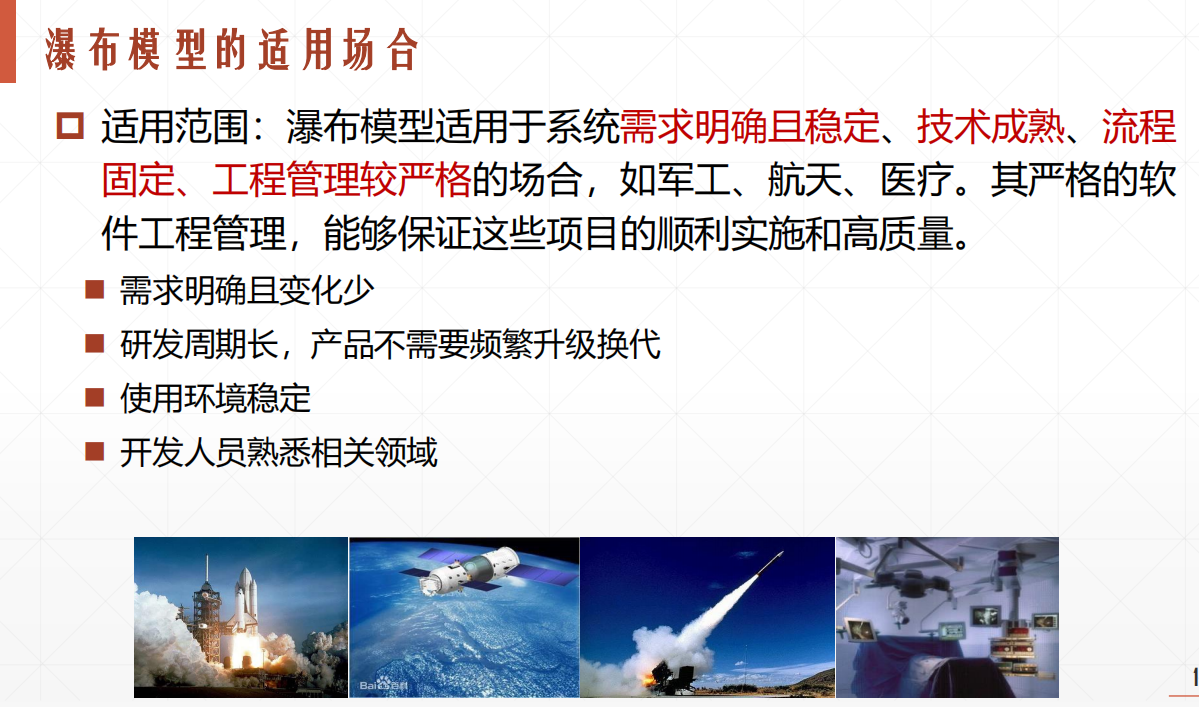 瀑布模型的适用场合
适用范围：瀑布模型适用于系统需求明确且稳定、技术成熟、流程
固定、工程管理较严格的场合，如军工、航天、医疗。其严格的软
件工程管理，能够保证这些项目的顺利实施和高质量。
需求明确且变化少
研发周期长，产品不需要频繁升级换代
使用环境稳定
开发人员熟悉相关领域
Bai百科